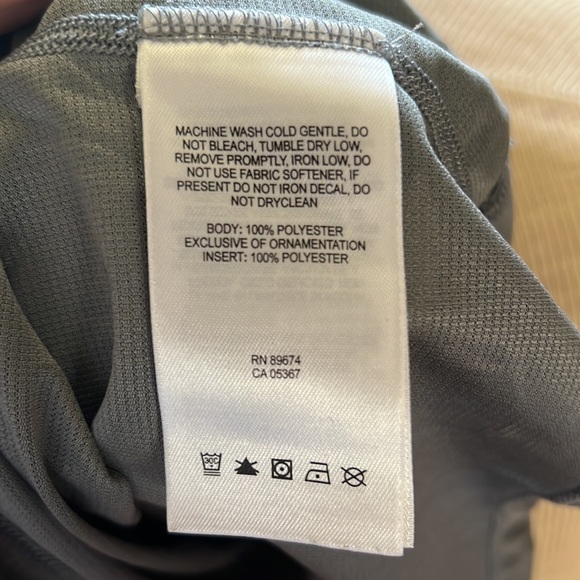 MACHINE WASH COLD GENTLE, DO
NOT BLEACH, TUMBLE DRY LOW,
REMOVE PROMPTLY, IRON LOW, DO
NOT USE FABRIC SOFTENER, IF
PRESENT DO NOT IRON DECAL, DO
NOT DRYCLEAN
BODY: 100% POLYESTER
EXCLUSIVE OF ORNAMENTATION
INSERT: 100% POLYESTER
RN 89674
CA 05367
30C